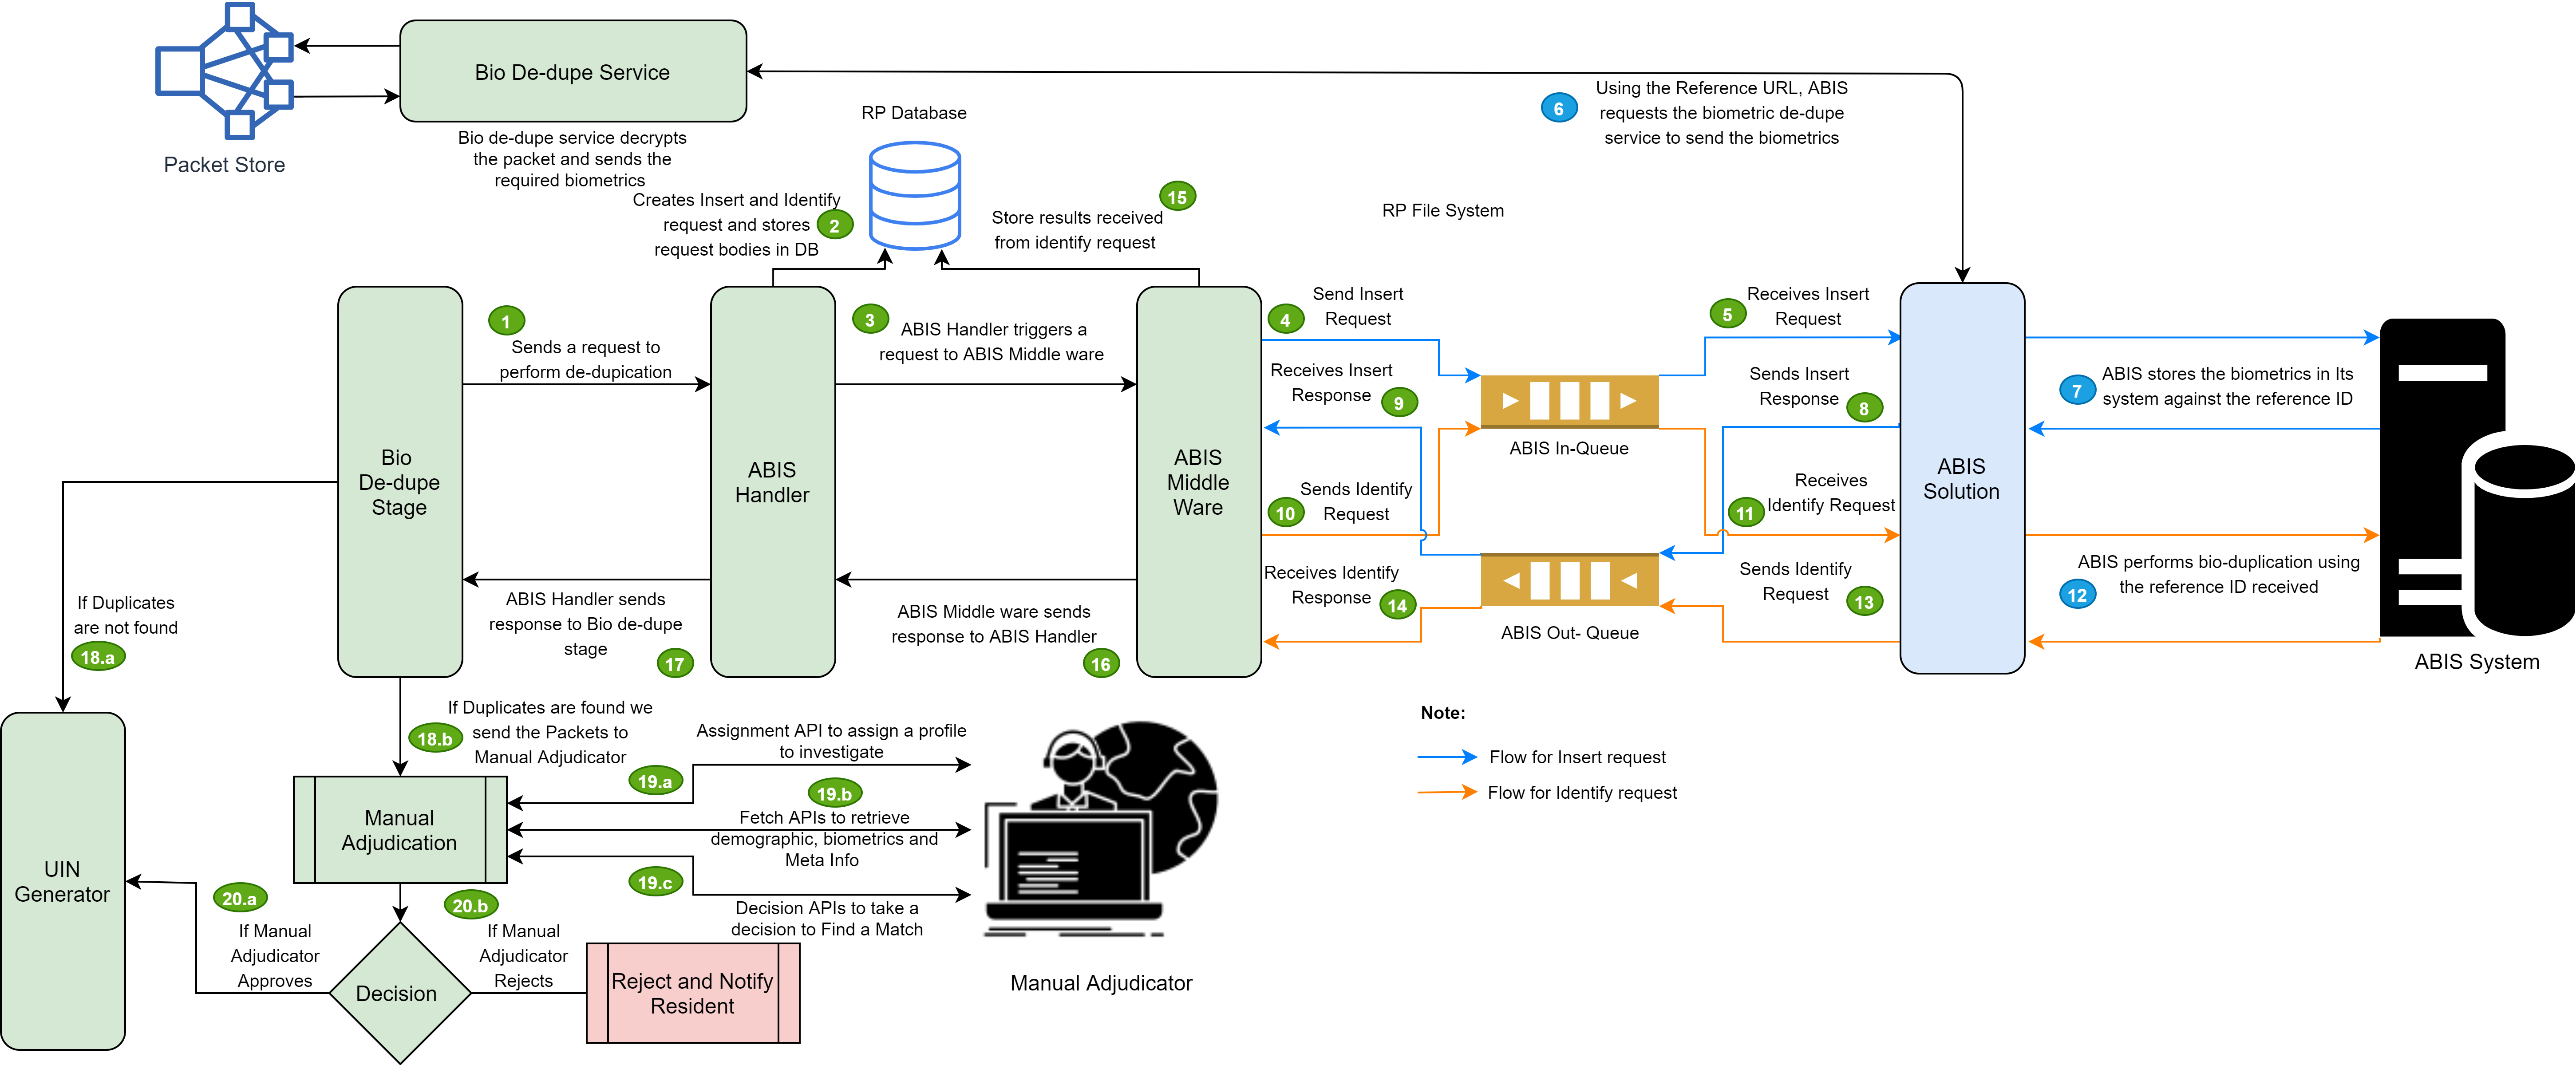 Bio De-dupe Service
Packet Store
Bio de-dupe service decrypts
the packet and sends the
required biometrics
RP Database
6
Using the Reference URL, ABIS
requests the biometric de-dupe
service to send the biometrics
Creates Insert and Identify
request and stores
request bodies in DB
2
15
Store results received
from identify request
RP File System
1
Sends a request to
perform de-dupication
3
ABIS Handler triggers a
request to ABIS Middle ware
4
Send Insert
Request
5
Receives Insert
Request
Receives Insert
Response
9
Sends Insert
Response
8
7
ABIS stores the biometrics in Its
system against the reference ID
ABIS In-Queue
Bio
De-dupe
Stage
ABIS
Handler
ABIS
Middle
Ware
ABIS
Solution
10
Sends Identify
Request
11
Receives
Identify Request
ABIS performs bio-duplication using
the reference ID received
12
Receives Identify
Response
14
Sends Identify
Request
13
ABIS Out- Queue
ABIS System
If Duplicates
are not found
18.a
ABIS Handler sends
response to Bio de-dupe
stage
17
ABIS Middle ware sends
response to ABIS Handler
16
18.b
If Duplicates are found we
send the Packets to
Manual Adjudicator
Assignment API to assign a profile
to investigate
19.a
19.b
Fetch APIs to retrieve
demographic, biometrics and
Meta Info
19.c
Decision APIs to take a
decision to Find a Match
Manual
Adjudication
UIN
Generator
20.a
If Manual
Adjudicator
Approves
20.b
If Manual
Adjudicator
Rejects
Decision
Reject and Notify
Resident
Manual Adjudicator
Note:
Flow for Insert request
Flow for Identify request